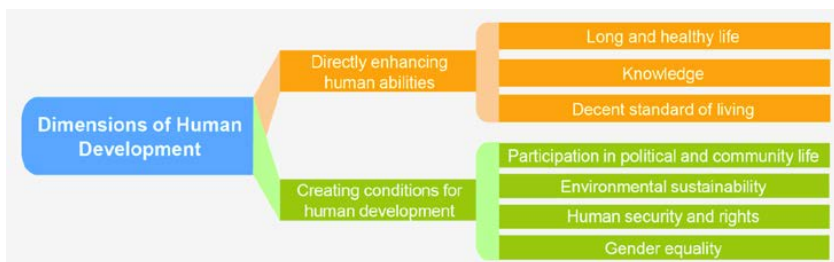 Dimensions of Human
Development
Directly enhancing
human abilities
Long and healthy life
Knowledge
Decent standard of living
Creating conditions for
human development
Participation in political and community life
Environmental sustainability
Human security and rights
Gender equality